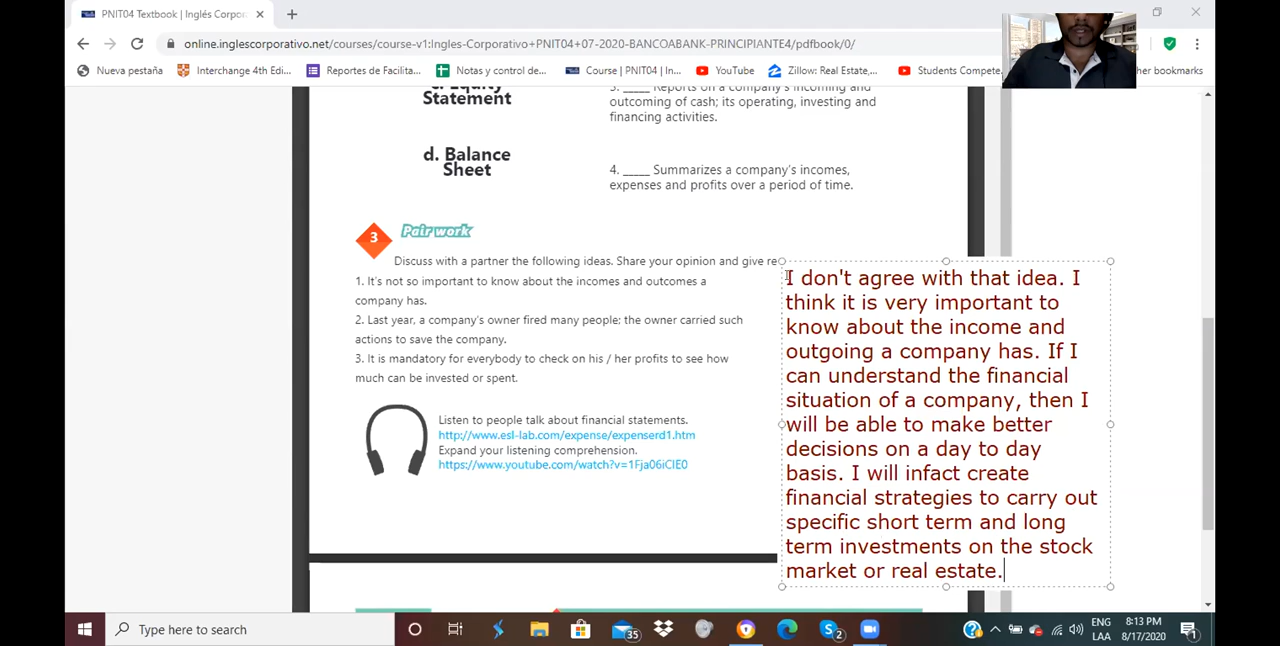 PNIT04 Textbook | Inglés Corpor
online.inglescorporativo.net/courses/course-v1:Ingles-Corporativo+PNIT04+07-2020-BANCOABANK-PRINCIPIANTE4/pdfbook/0/
Nueva pestaña
Interchange 4th Edi...
Reportes de Facilita...
Notas y control de...
Course | PNIT04 | In...
YouTube
Zillow: Real Estate,...
Students Compete,
her bookmarks
c. Equity
Statement
3. _____ Reports on a company's incoming and
outcoming of cash; its operating, investing and
financing activities.
d. Balance
Sheet
4. _____ Summarizes a company's incomes,
expenses and profits over a period of time.
3
Pair work
Discuss with a partner the following ideas. Share your opinion and give re
1. It's not so important to know about the incomes and outcomes a
company has.
2. Last year, a company's owner fired many people; the owner carried such
actions to save the company.
3. It is mandatory for everybody to check on his / her profits to see how
much can be invested or spent.
Listen to people talk about financial statements.
http://www.esl-lab.com/expense/expenserd1.htm
Expand your listening comprehension.
https://www.youtube.com/watch?v=1Fja06iCIE0
I don't agree with that idea. I
think it is very important to
know about the income and
outgoing a company has. If I
can understand the financial
situation of a company, then I
will be able to make better
decisions on a day to day
basis. I will infact create
financial strategies to carry out
specific short term and long
term investments on the stock
market or real estate.
Type here to search
35
2
ENG
LAA
8:13 PM
8/17/2020
1